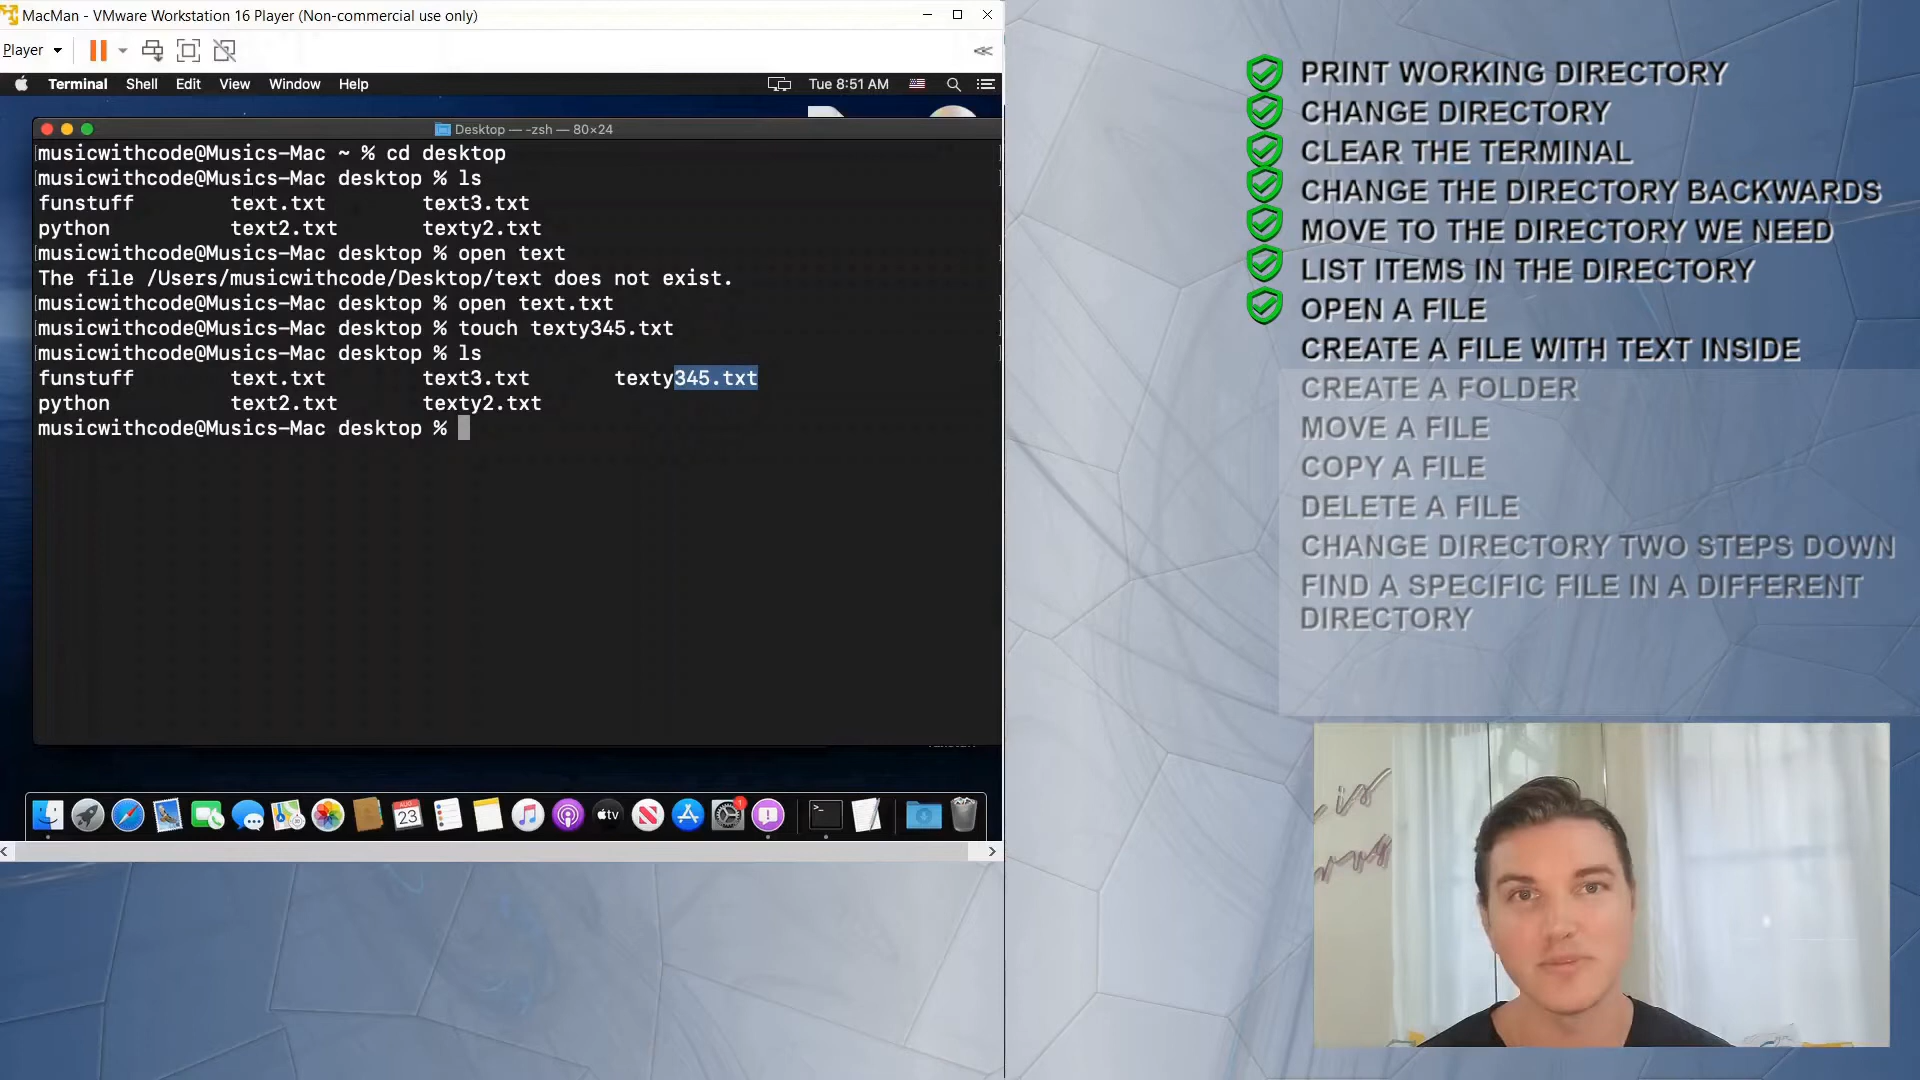 MacMan - VMware Workstation 16 Player (Non-commercial use only)
Player
Terminal Shell Edit View Window Help
Tue 8:51 AM
Desktop — -zsh — 80×24
musicwithcode@Musics-Mac ~ % cd desktop
musicwithcode@Musics-Mac desktop % ls
funstuff text.txt text3.txt
python text2.txt texty2.txt
musicwithcode@Musics-Mac desktop % open text
The file /Users/musicwithcode/Desktop/text does not exist.
musicwithcode@Musics-Mac desktop % open text.txt
musicwithcode@Musics-Mac desktop % touch texty345.txt
musicwithcode@Musics-Mac desktop % ls
funstuff text.txt text3.txt texty345.txt
python text2.txt texty2.txt
musicwithcode@Musics-Mac desktop %
AUG
23
tv
1
PRINT WORKING DIRECTORY
CHANGE DIRECTORY
CLEAR THE TERMINAL
CHANGE THE DIRECTORY BACKWARDS
MOVE TO THE DIRECTORY WE NEED
LIST ITEMS IN THE DIRECTORY
OPEN A FILE
CREATE A FILE WITH TEXT INSIDE
CREATE A FOLDER
MOVE A FILE
COPY A FILE
DELETE A FILE
CHANGE DIRECTORY TWO STEPS DOWN
FIND A SPECIFIC FILE IN A DIFFERENT
DIRECTORY
is